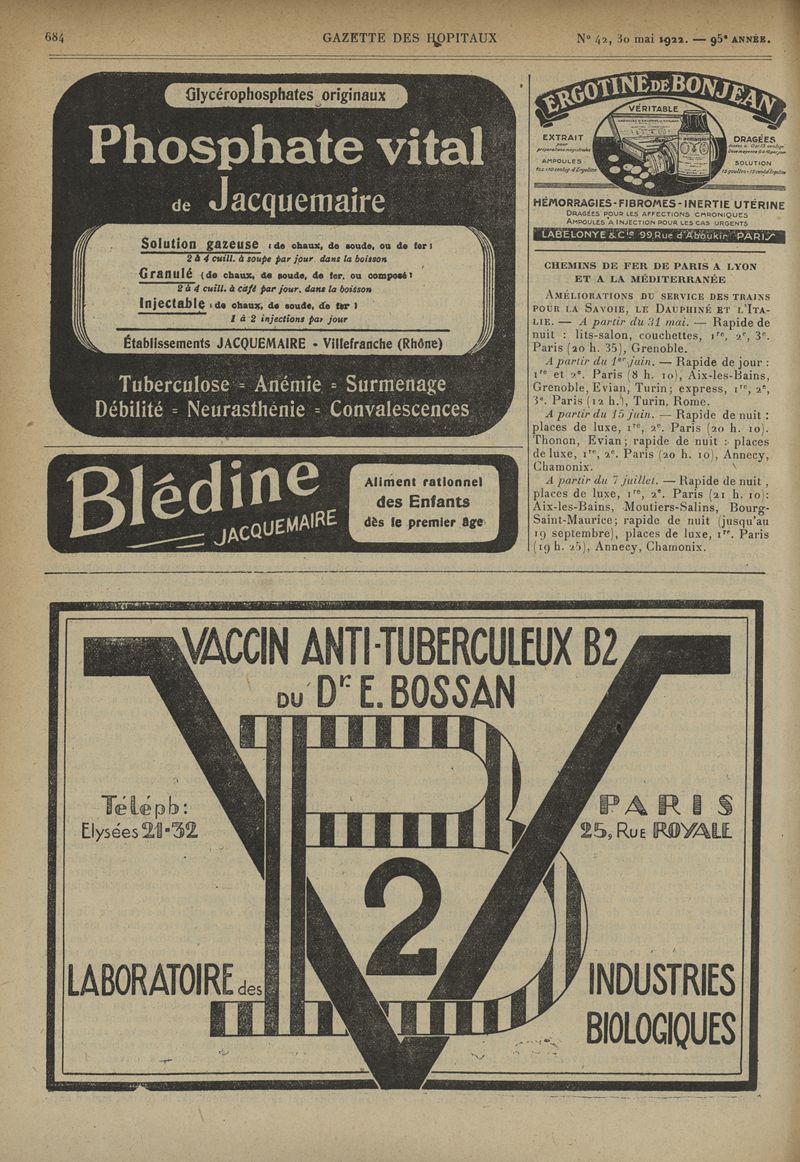 684
GAZETTE DES HOPITAUX
N° 42, 30 mai 1922. — 95e ANNÉE.
Glycérophosphates originaux
Phosphate vital
de Jacquemaire
Solution gazeuse (de chaux, de soude, ou de fer)
2 à 4 cuill. à soupe par jour dans la boisson
Granulé (de chaux, de soude, de fer, ou composé)
2 à 4 cuill. à café par jour, dans la boisson
Injectable (de chaux, de soude, de fer)
1 à 2 injections par jour
Établissements JACQUEMAIRE - Villefranche (Rhône)
Tuberculose = Anémie = Surmenage
Débilité = Neurasthénie = Convalescences
Blédine
JACQUEMAIRE
Aliment rationnel
des Enfants
dès le premier âge
ERGOTINE DE BONJEAN
VÉRITABLE
EXTRAIT
pour
préparations magistrales
AMPOULES
DRAGÉES
SOLUTION
HÉMORRAGIES-FIBROMES-INERTIE UTÉRINE
DRAGÉES POUR LES AFFECTIONS CHRONIQUES
AMPOULES A INJECTION POUR LES CAS URGENTS
LABELONYE & Cie 99, Rue d'Aboukir PARIS
CHEMINS DE FER DE PARIS A LYON
ET A LA MÉDITERRANÉE
AMÉLIORATIONS DU SERVICE DES TRAINS
POUR LA SAVOIE, LE DAUPHINÉ ET L'ITA-
LIE. — A partir du 31 mai. — Rapide de
nuit : lits-salon, couchettes, 1re, 2e, 3e.
Paris (20 h. 35), Grenoble.
A partir du 1er juin. — Rapide de jour :
1re et 2e. Paris (8 h. 10), Aix-les-Bains,
Grenoble, Evian, Turin; express, 1re, 2e,
3e. Paris (12 h.), Turin, Rome.
A partir du 15 juin. — Rapide de nuit :
places de luxe, 1re, 2e. Paris (20 h. 10).
Thonon, Evian; rapide de nuit : places
de luxe, 1re, 2e. Paris (20 h. 10), Annecy,
Chamonix.
A partir du 7 juillet. — Rapide de nuit,
places de luxe, 1re, 2e. Paris (21 h. 10):
Aix-les-Bains, Moutiers-Salins, Bourg-
Saint-Maurice; rapide de nuit (jusqu'au
19 septembre), places de luxe, 1re. Paris
(19 h. 25), Annecy, Chamonix.
VACCIN ANTI-TUBERCULEUX B2
DU Dr E. BOSSAN
Téléph:
Elysées 21-32
PARIS
25, Rue ROYALE
VB2
LABORATOIRE des
INDUSTRIES
BIOLOGIQUES